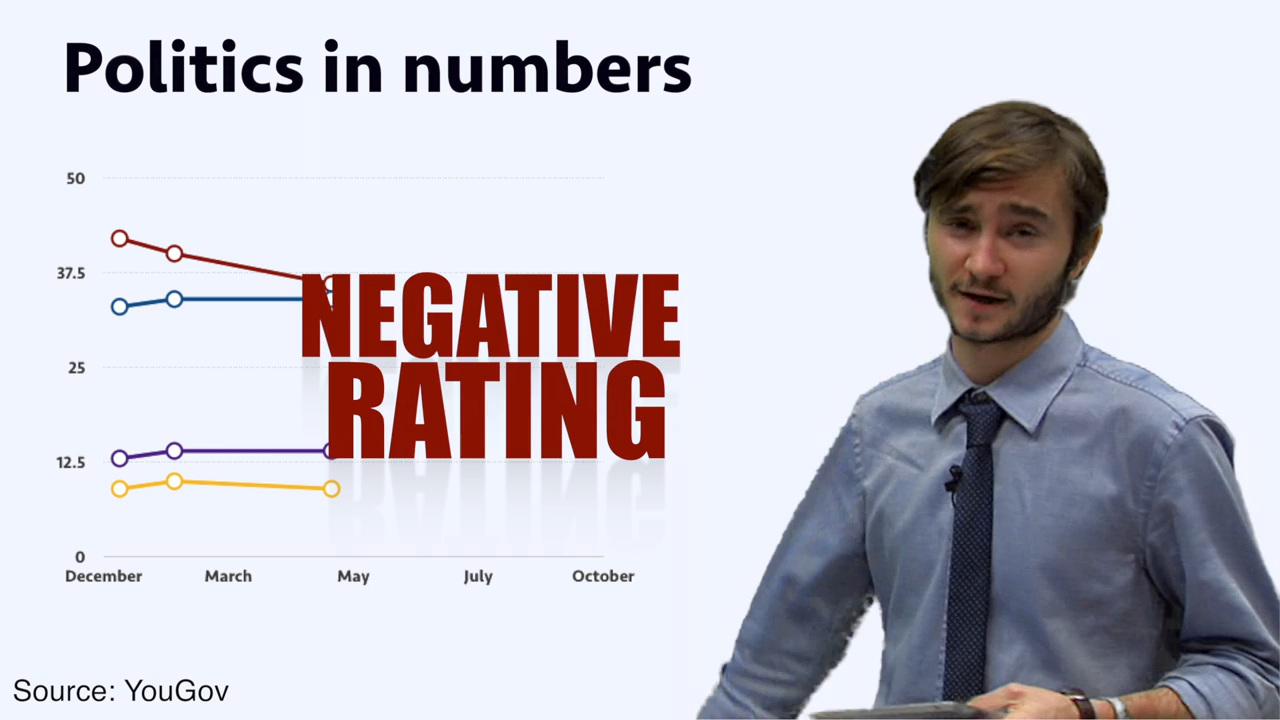 Politics in numbers
50
37.5
25
12.5
0
December March May July October
NEGATIVE
RATING
Source: YouGov